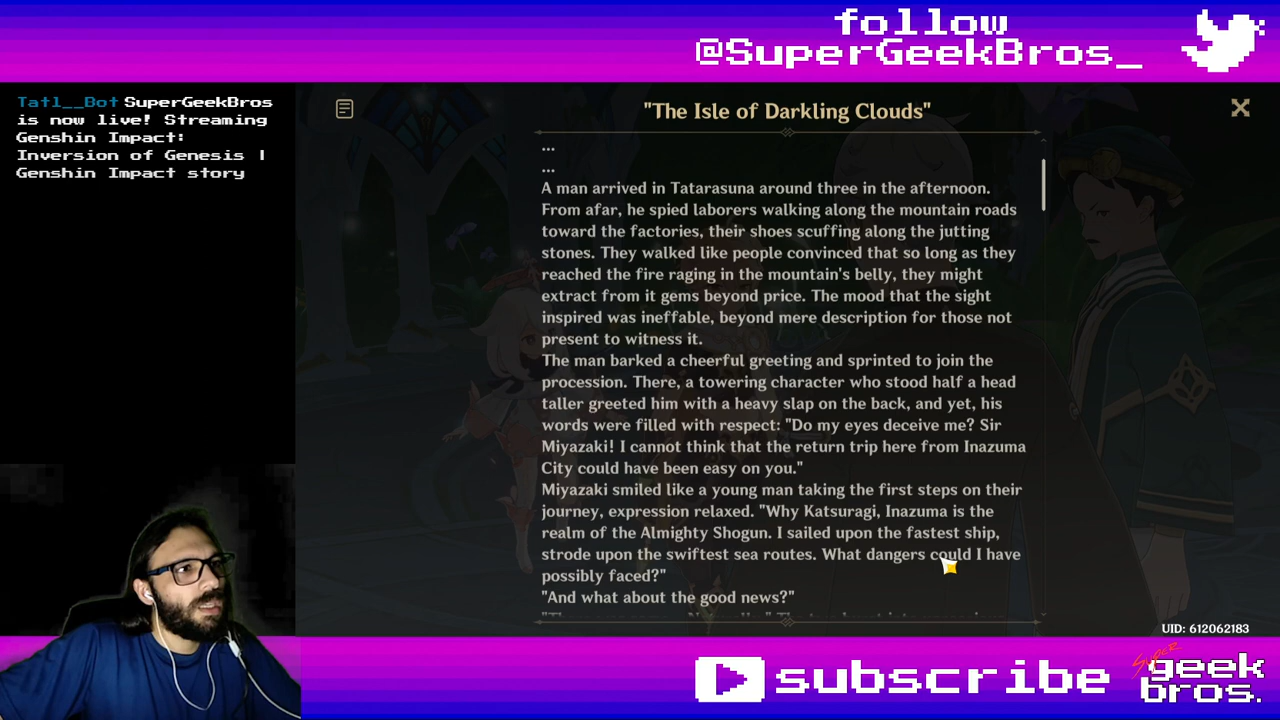 follow
@SuperGeekBros_
Tatl__Bot SuperGeekBros
is now live! Streaming
Genshin Impact:
Inversion of Genesis |
Genshin Impact story
"The Isle of Darkling Clouds"
...
...
A man arrived in Tatarasuna around three in the afternoon.
From afar, he spied laborers walking along the mountain roads
toward the factories, their shoes scuffing along the jutting
stones. They walked like people convinced that so long as they
reached the fire raging in the mountain's belly, they might
extract from it gems beyond price. The mood that the sight
inspired was ineffable, beyond mere description for those not
present to witness it.
The man barked a cheerful greeting and sprinted to join the
procession. There, a towering character who stood half a head
taller greeted him with a heavy slap on the back, and yet, his
words were filled with respect: "Do my eyes deceive me? Sir
Miyazaki! I cannot think that the return trip here from Inazuma
City could have been easy on you."
Miyazaki smiled like a young man taking the first steps on their
journey, expression relaxed. "Why Katsuragi, Inazuma is the
realm of the Almighty Shogun. I sailed upon the fastest ship,
strode upon the swiftest sea routes. What dangers could I have
possibly faced?"
"And what about the good news?"
UID: 612062183
subscribe
super
geek
bros.